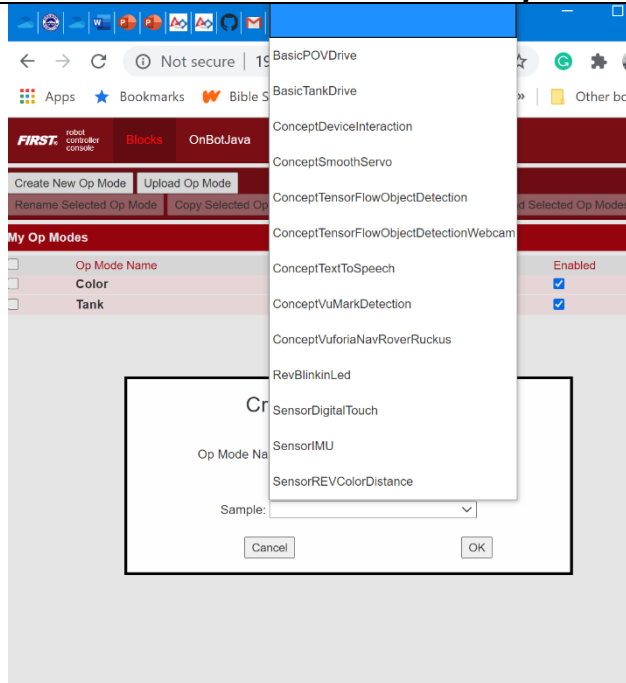 Not secure | 19
Apps Bookmarks Bible S » Other bo
FIRST. robot controller console Blocks OnBotJava
Create New Op Mode Upload Op Mode
Rename Selected Op Mode Copy Selected Op d Selected Op Modes
My Op Modes
Op Mode Name Enabled
Color
Tank
BasicPOVDrive
BasicTankDrive
ConceptDeviceInteraction
ConceptSmoothServo
ConceptTensorFlowObjectDetection
ConceptTensorFlowObjectDetectionWebcam
ConceptTextToSpeech
ConceptVuMarkDetection
ConceptVuforiaNavRoverRuckus
RevBlinkinLed
SensorDigitalTouch
SensorIMU
SensorREVColorDistance
Cr
Op Mode Na
Sample:
Cancel OK